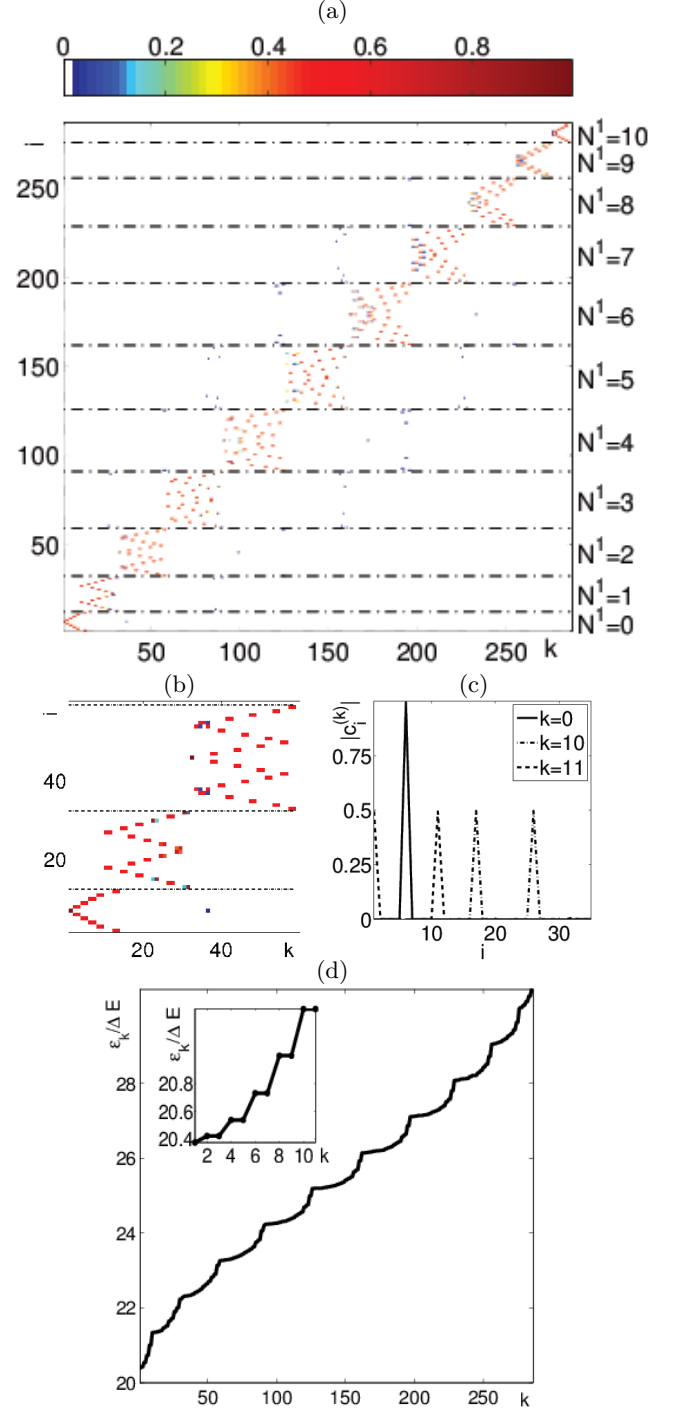 (a)
0 0.2 0.4 0.6 0.8
i
N¹=10
N¹=9
250
N¹=8
N¹=7
200
N¹=6
150
N¹=5
N¹=4
100
N¹=3
50
N¹=2
N¹=1
N¹=0
50 100 150 200 250 k
(b) (c)
i
40
20
20 40 k
|c_i^(k)|
0.75
0.5
0.25
0
k=0
k=10
k=11
10 20 30
i
(d)
ε_k/Δ E
28
26
24
22
20
50 100 150 200 250 k
ε_k/Δ E
20.8
20.6
20.4
2 4 6 8 10 k